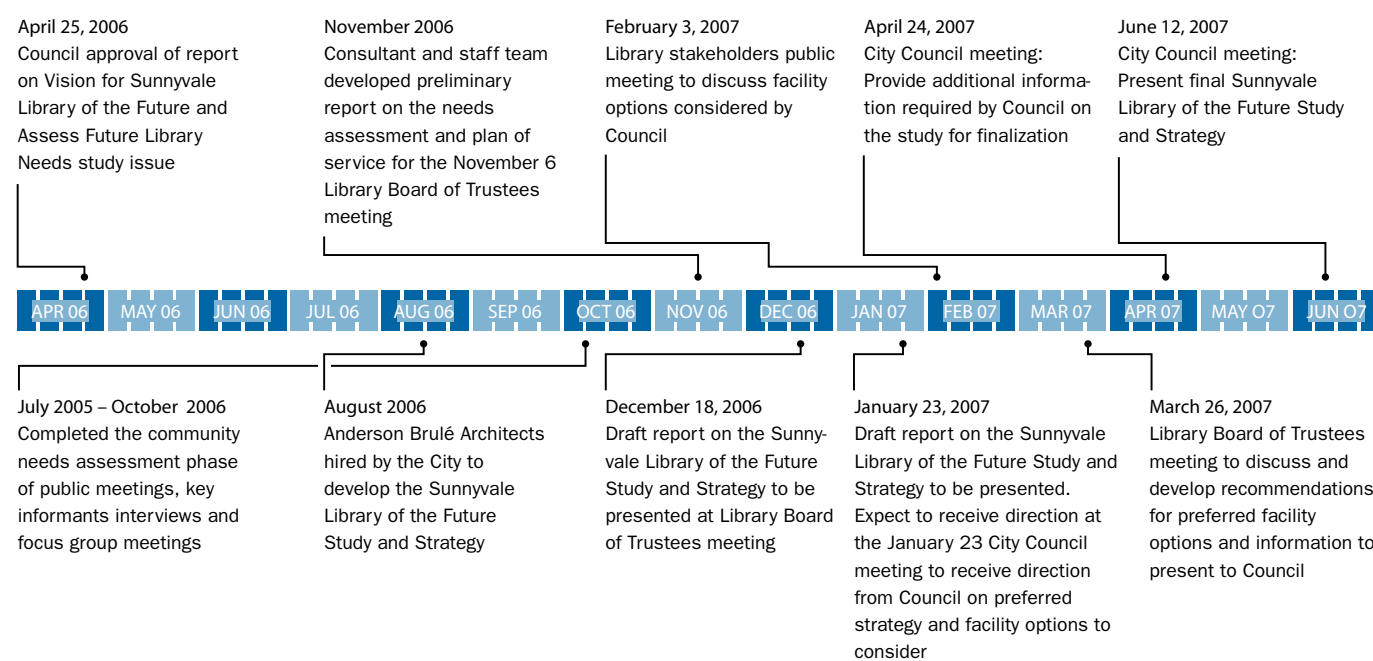 April 25, 2006
Council approval of report
on Vision for Sunnyvale
Library of the Future and
Assess Future Library
Needs study issue
November 2006
Consultant and staff team
developed preliminary
report on the needs
assessment and plan of
service for the November 6
Library Board of Trustees
meeting
February 3, 2007
Library stakeholders public
meeting to discuss facility
options considered by
Council
April 24, 2007
City Council meeting:
Provide additional informa-
tion required by Council on
the study for finalization
June 12, 2007
City Council meeting:
Present final Sunnyvale
Library of the Future Study
and Strategy
APR 06 MAY 06 JUN 06 JUL 06 AUG 06 SEP 06 OCT 06 NOV 06 DEC 06 JAN 07 FEB 07 MAR 07 APR 07 MAY O7 JUN O7
July 2005 – October 2006
Completed the community
needs assessment phase
of public meetings, key
informants interviews and
focus group meetings
August 2006
Anderson Brulé Architects
hired by the City to
develop the Sunnyvale
Library of the Future
Study and Strategy
December 18, 2006
Draft report on the Sunny-
vale Library of the Future
Study and Strategy to be
presented at Library Board
of Trustees meeting
January 23, 2007
Draft report on the Sunnyvale
Library of the Future Study and
Strategy to be presented.
Expect to receive direction at
the January 23 City Council
meeting to receive direction
from Council on preferred
strategy and facility options to
consider
March 26, 2007
Library Board of Trustees
meeting to discuss and
develop recommendations
for preferred facility
options and information to
present to Council